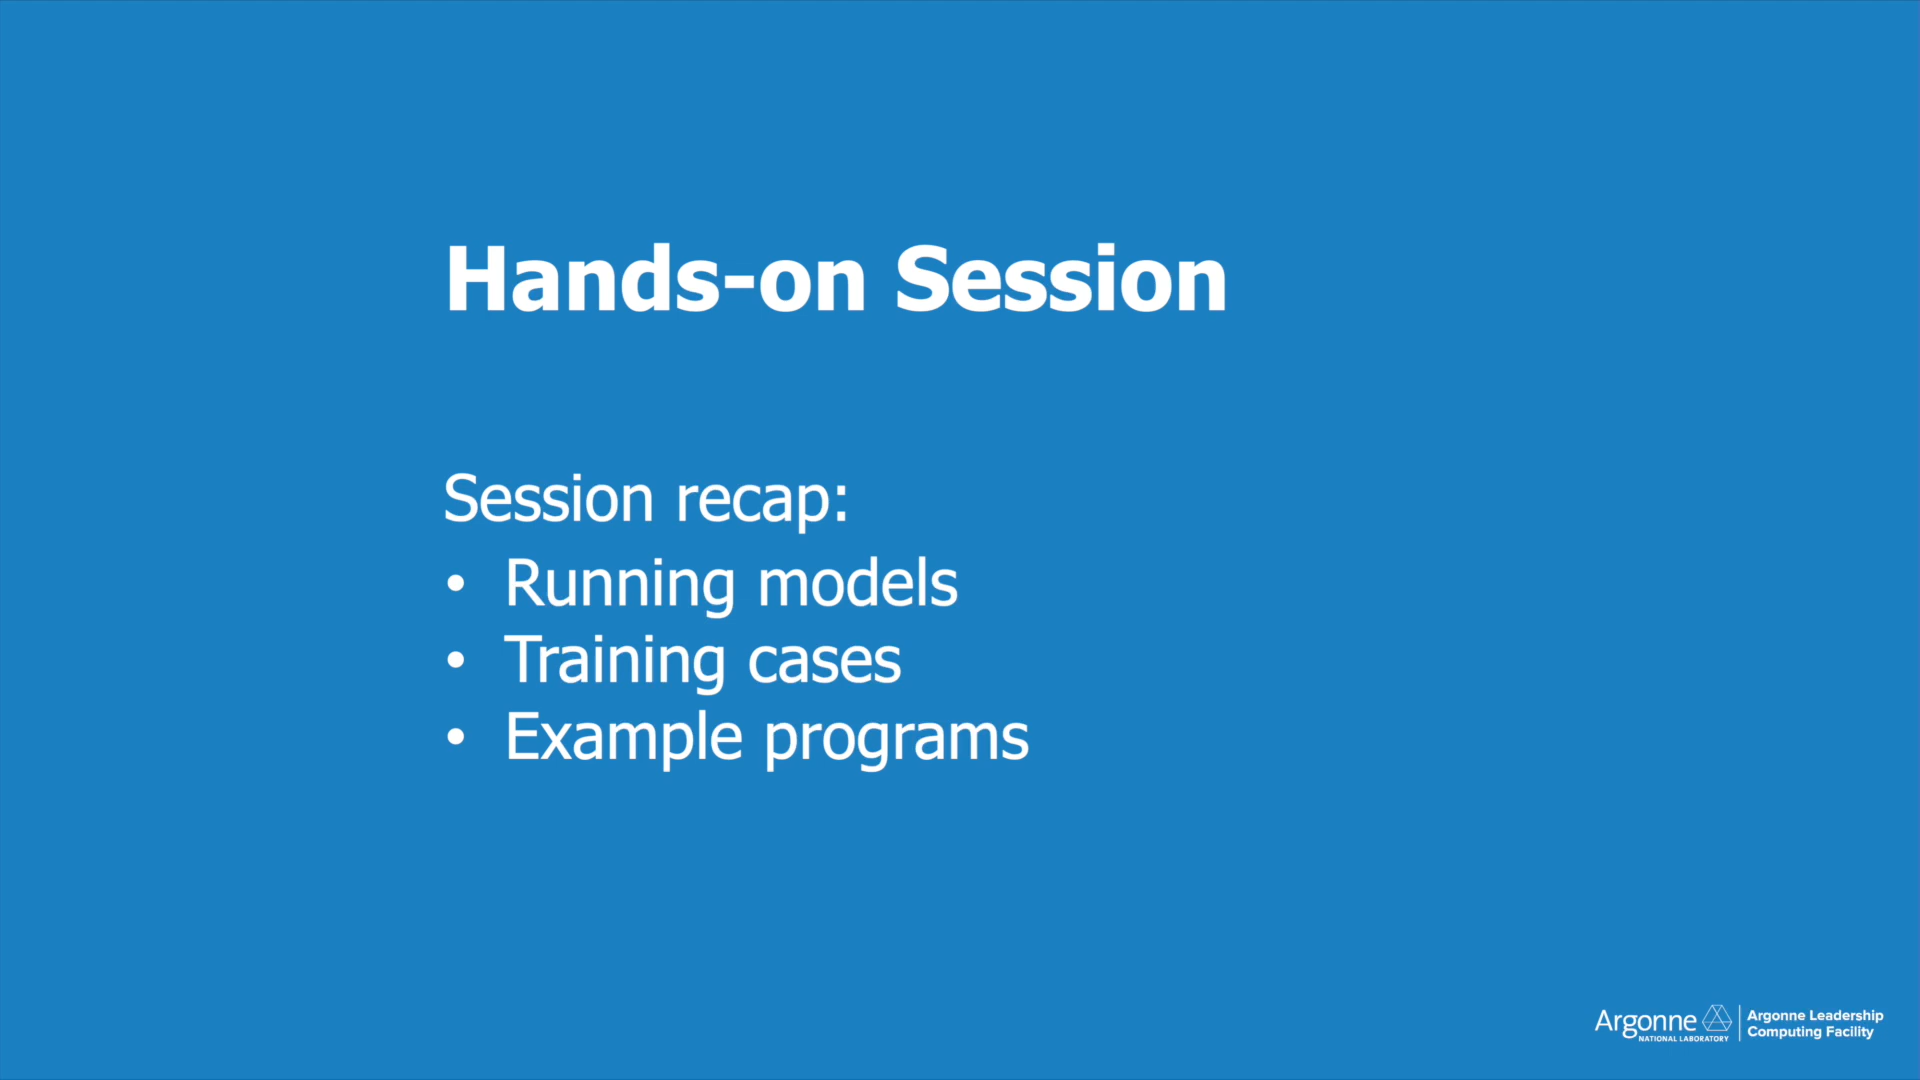 Hands-on Session
Session recap:
• Running models
• Training cases
• Example programs
Argonne
NATIONAL LABORATORY
Argonne Leadership
Computing Facility